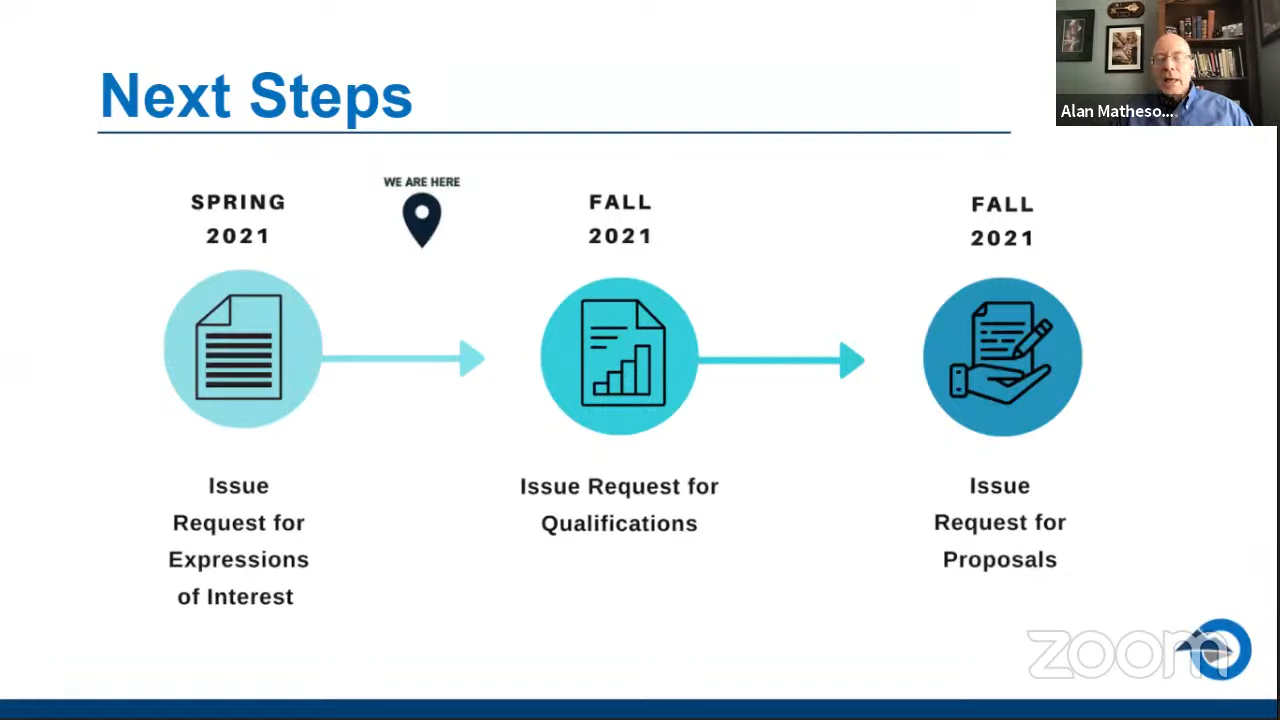 Next Steps
Alan Matheso...
WE ARE HERE
SPRING
2021
FALL
2021
FALL
2021
Issue
Request for
Expressions
of Interest
Issue Request for
Qualifications
Issue
Request for
Proposals
zoom